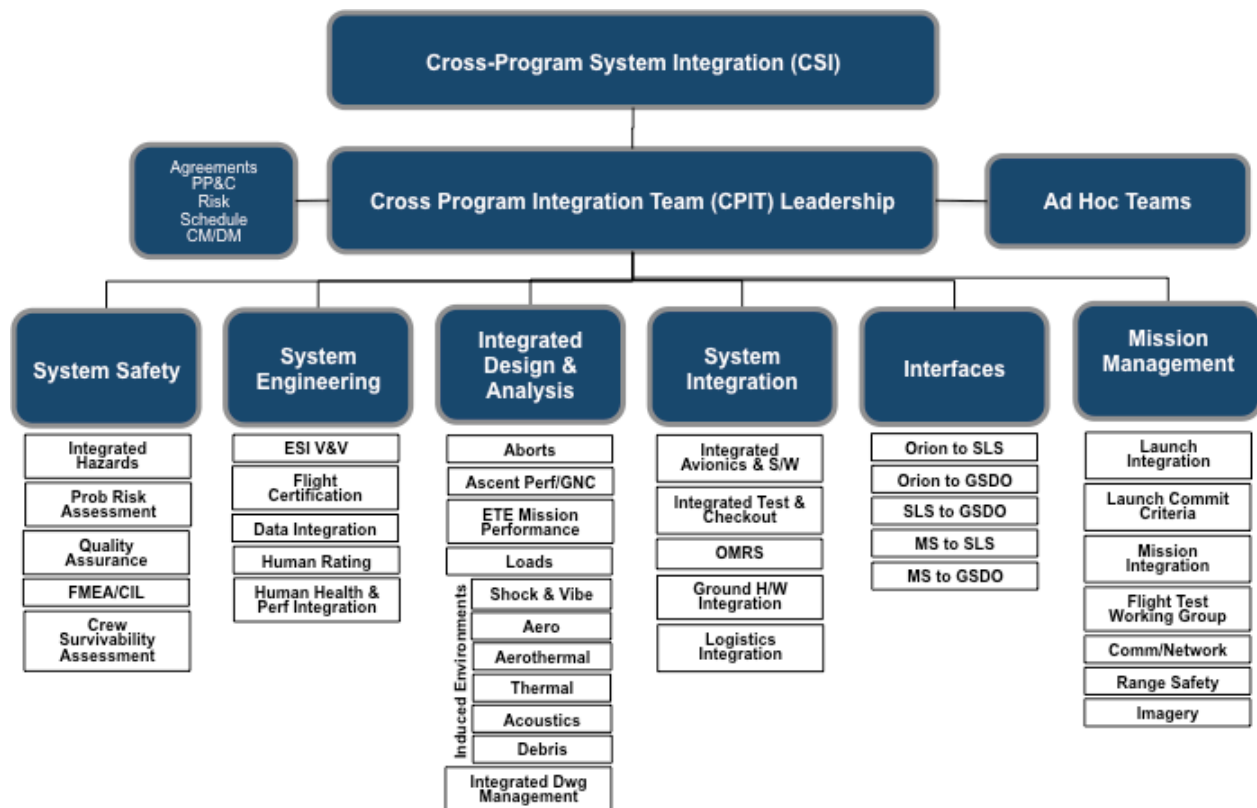 Cross-Program System Integration (CSI)
Agreements
PP&C
Risk
Schedule
CM/DM
Cross Program Integration Team (CPIT) Leadership
Ad Hoc Teams
System Safety
Integrated
Hazards
Prob Risk
Assessment
Quality
Assurance
FMEA/CIL
Crew
Survivability
Assessment
System
Engineering
ESI V&V
Flight
Certification
Data Integration
Human Rating
Human Health &
Perf Integration
Integrated
Design &
Analysis
Aborts
Ascent Perf/GNC
ETE Mission
Performance
Loads
Induced Environments
Shock & Vibe
Aero
Aerothermal
Thermal
Acoustics
Debris
Integrated Dwg
Management
System
Integration
Integrated
Avionics & S/W
Integrated Test &
Checkout
OMRS
Ground H/W
Integration
Logistics
Integration
Interfaces
Orion to SLS
Orion to GSDO
SLS to GSDO
MS to SLS
MS to GSDO
Mission
Management
Launch
Integration
Launch Commit
Criteria
Mission
Integration
Flight Test
Working Group
Comm/Network
Range Safety
Imagery